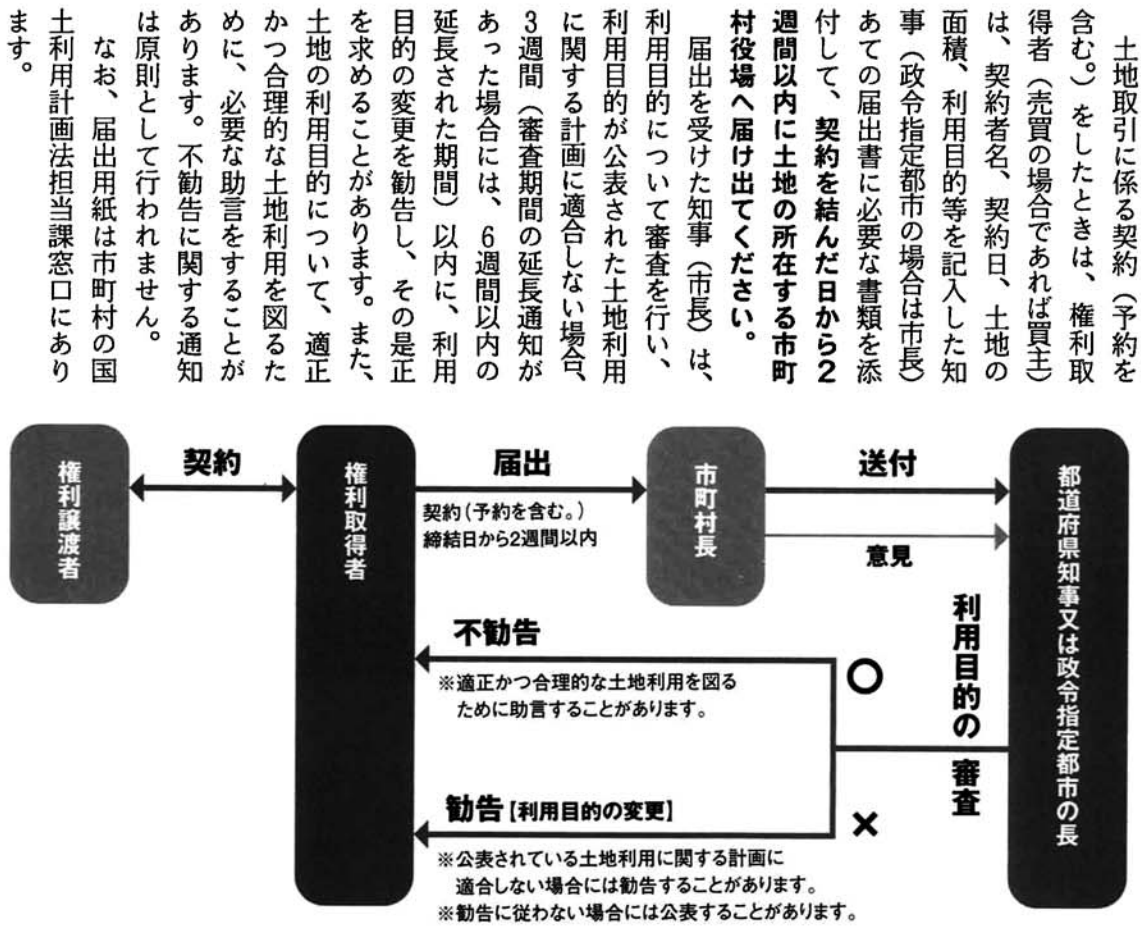 土地取引に係る契約（予約を
含む。）をしたときは、権利取
得者（売買の場合であれば買主）
は、契約者名、契約日、土地の
面積、利用目的等を記入した知
事（政令指定都市の場合は市長）
あての届出書に必要な書類を添
付して、契約を結んだ日から2
週間以内に土地の所在する市町
村役場へ届け出てください。
届出を受けた知事（市長）は、
利用目的について審査を行い、
利用目的が公表された土地利用
に関する計画に適合しない場合、
3週間（審査期間の延長通知が
あった場合には、6週間以内の
延長された期間）以内に、利用
目的の変更を勧告し、その是正
を求めることがあります。また、
土地の利用目的について、適正
かつ合理的な土地利用を図るた
めに、必要な助言をすることが
あります。不勧告に関する通知
は原則として行われません。
なお、届出用紙は市町村の国
土利用計画法担当課窓口にあり
ます。
権利譲渡者
契約
権利取得者
届出
契約（予約を含む。）
締結日から2週間以内
市町村長
送付
意見
都道府県知事又は政令指定都市の長
利用目的の審査
不勧告
○
※適正かつ合理的な土地利用を図る
ために助言することがあります。
勧告【利用目的の変更】
×
※公表されている土地利用に関する計画に
適合しない場合には勧告することがあります。
※勧告に従わない場合には公表することがあります。